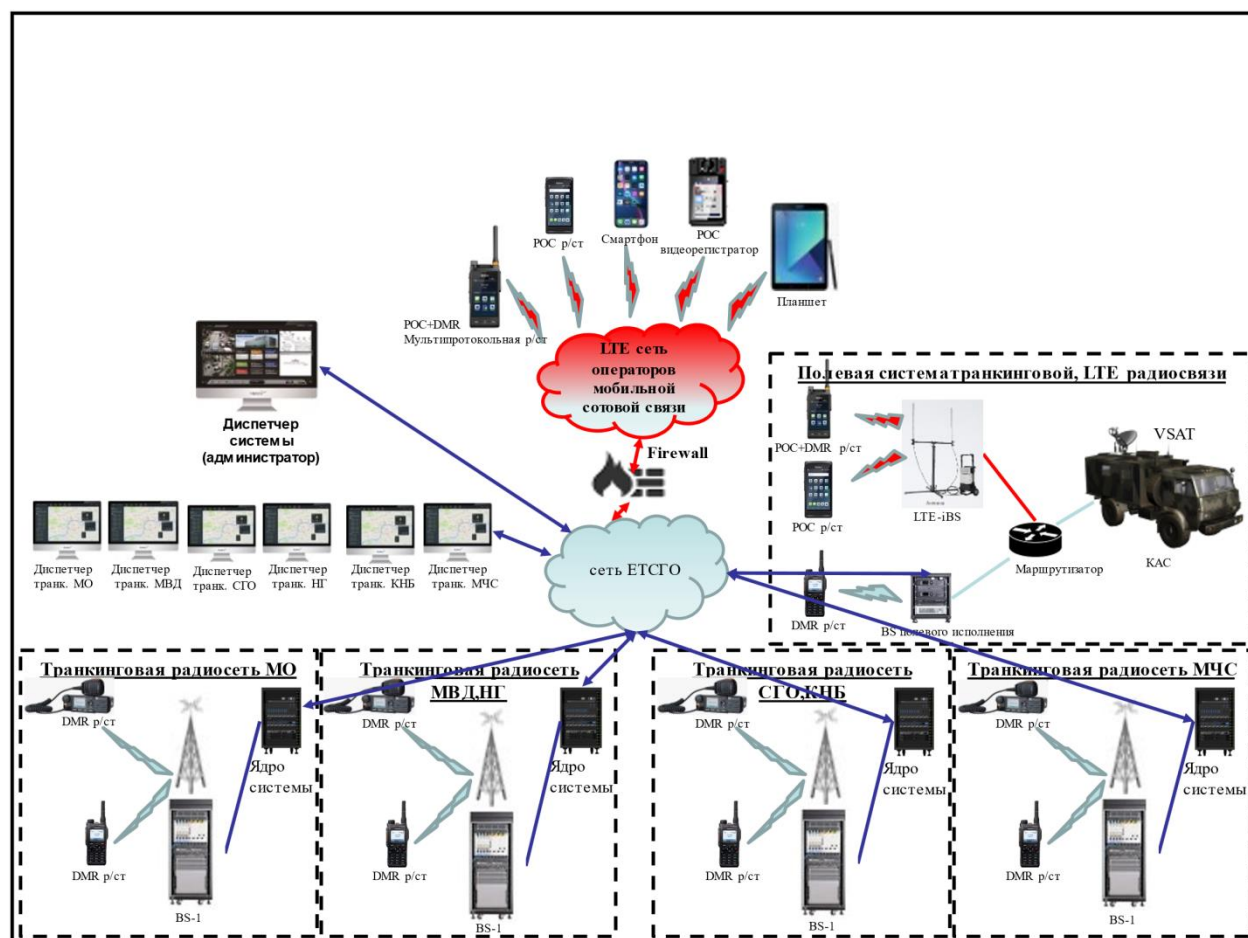 POC р/ст
Смартфон
POC
видеорегистратор
Планшет
POC+DMR
Мультипротокольная р/ст
LTE сеть
операторов
мобильной
сотовой связи
Firewall
Диспетчер
системы
(администратор)
Диспетчер
транк. МО
Диспетчер
транк. МВД
Диспетчер
транк. СГО
Диспетчер
транк. НГ
Диспетчер
транк. КНБ
Диспетчер
транк. МЧС
сеть ЕТСГО
Полевая систематранкинговой, LTE радиосвязи
POC+DMR р/ст
POC р/ст
DMR р/ст
LTE-iBS
BS полевого исполнения
Маршрутизатор
VSAT
КАС
Транкинговая радиосеть МО
DMR р/ст
DMR р/ст
BS-1
Ядро
системы
Транкинговая радиосеть
МВД,НГ
DMR р/ст
DMR р/ст
BS-1
Ядро
системы
Транкинговая радиосеть
СГО,КНБ
DMR р/ст
DMR р/ст
BS-1
Ядро
системы
Транкинговая радиосеть МЧС
DMR р/ст
DMR р/ст
BS-1
Ядро
системы